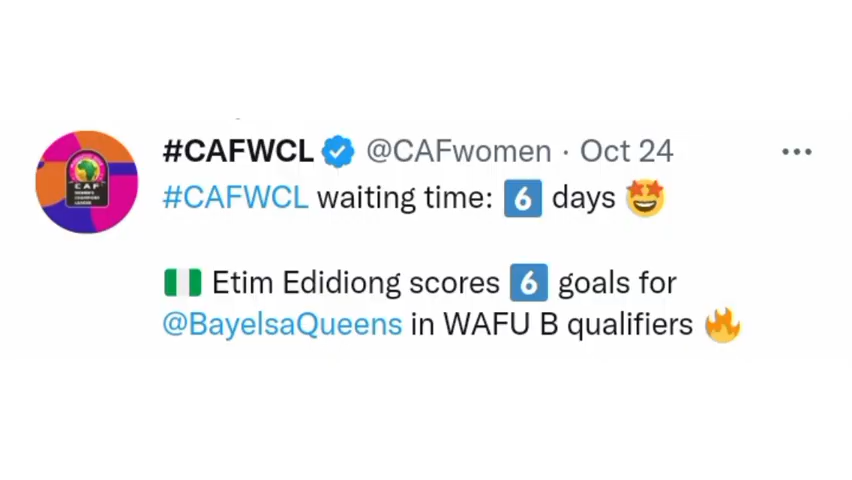 #CAFWCL @CAFwomen · Oct 24
#CAFWCL waiting time: 6️⃣ days 🤩
🇳🇬 Etim Edidiong scores 6️⃣ goals for
@BayelsaQueens in WAFU B qualifiers 🔥
CAF